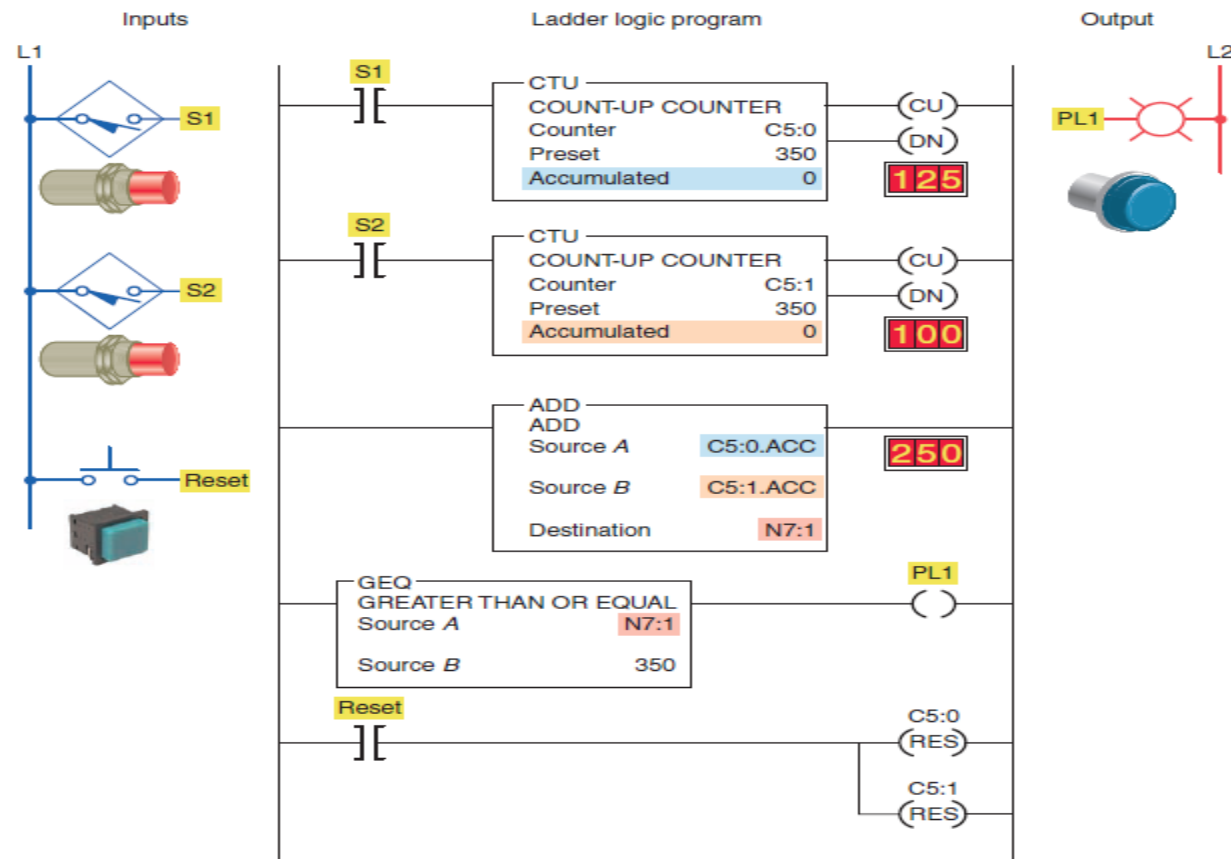 Inputs
Ladder logic program
Output
L1
L2
S1
S1
CTU
COUNT-UP COUNTER
Counter C5:0
Preset 350
Accumulated 0
(CU)
(DN)
125
PL1
S2
S2
CTU
COUNT-UP COUNTER
Counter C5:1
Preset 350
Accumulated 0
(CU)
(DN)
100
ADD
ADD
Source A C5:0.ACC
Source B C5:1.ACC
Destination N7:1
250
Reset
GEQ
GREATER THAN OR EQUAL
Source A N7:1
Source B 350
PL1
Reset
C5:0
(RES)
C5:1
(RES)